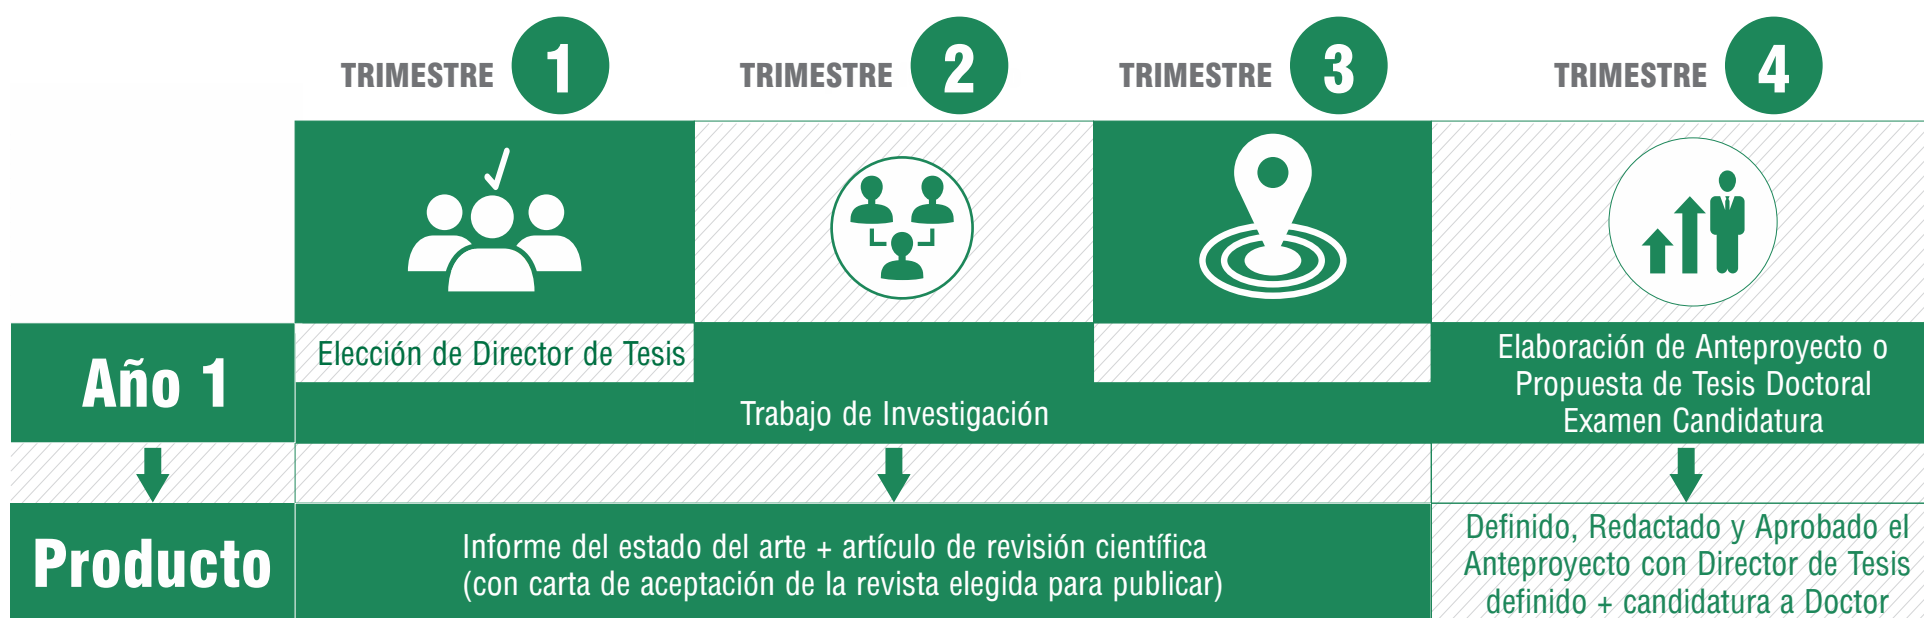 TRIMESTRE 1
TRIMESTRE 2
TRIMESTRE 3
TRIMESTRE 4
Año 1
Elección de Director de Tesis
Trabajo de Investigación
Elaboración de Anteproyecto o
Propuesta de Tesis Doctoral
Examen Candidatura
Producto
Informe del estado del arte + artículo de revisión científica
(con carta de aceptación de la revista elegida para publicar)
Definido, Redactado y Aprobado el
Anteproyecto con Director de Tesis
definido + candidatura a Doctor